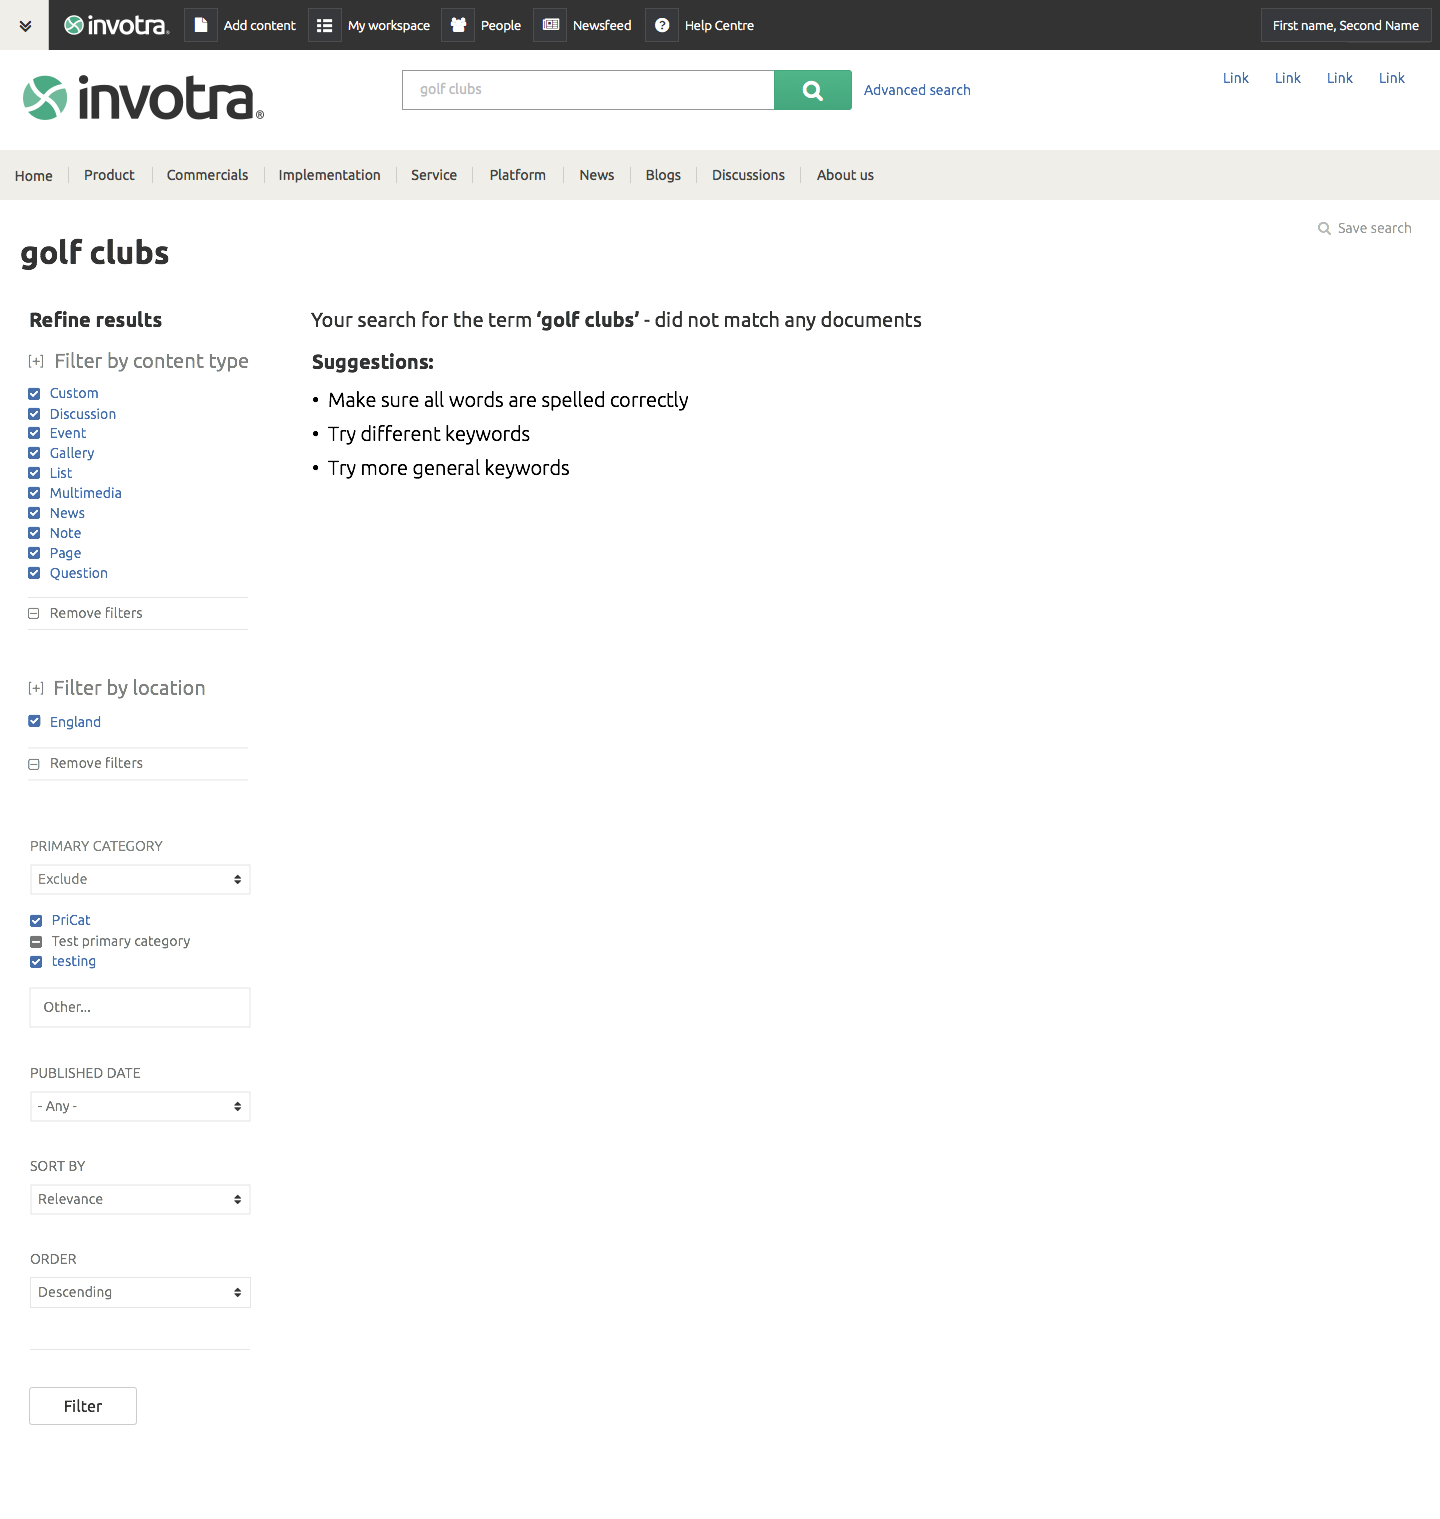 invotra®
Add content
My workspace
People
Newsfeed
Help Centre
First name, Second Name
invotra®
golf clubs
Advanced search
Link Link Link Link
Home
Product
Commercials
Implementation
Service
Platform
News
Blogs
Discussions
About us
Save search
golf clubs
Refine results
[+] Filter by content type
Custom
Discussion
Event
Gallery
List
Multimedia
News
Note
Page
Question
Remove filters
[+] Filter by location
England
Remove filters
PRIMARY CATEGORY
Exclude
PriCat
Test primary category
testing
Other...
PUBLISHED DATE
- Any -
SORT BY
Relevance
ORDER
Descending
Filter
Your search for the term ‘golf clubs’ - did not match any documents
Suggestions:
• Make sure all words are spelled correctly
• Try different keywords
• Try more general keywords